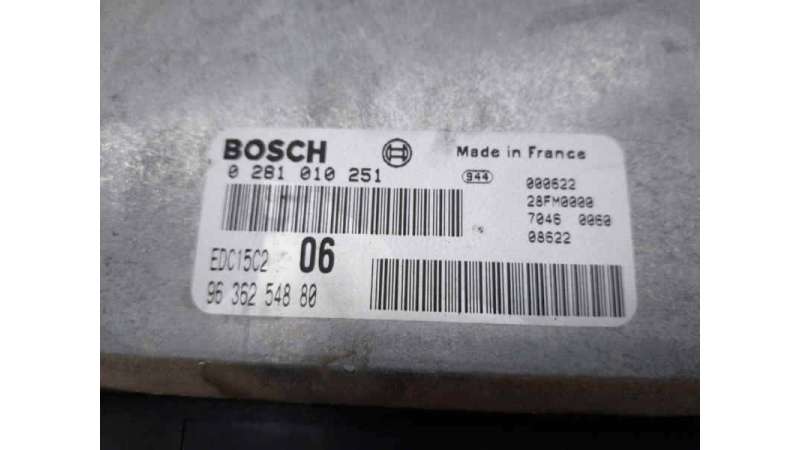 BOSCH
Made in France
0 281 010 251
944
000622
28FM0000
7046 0060
08622
EDC15C2 06
96 362 548 80